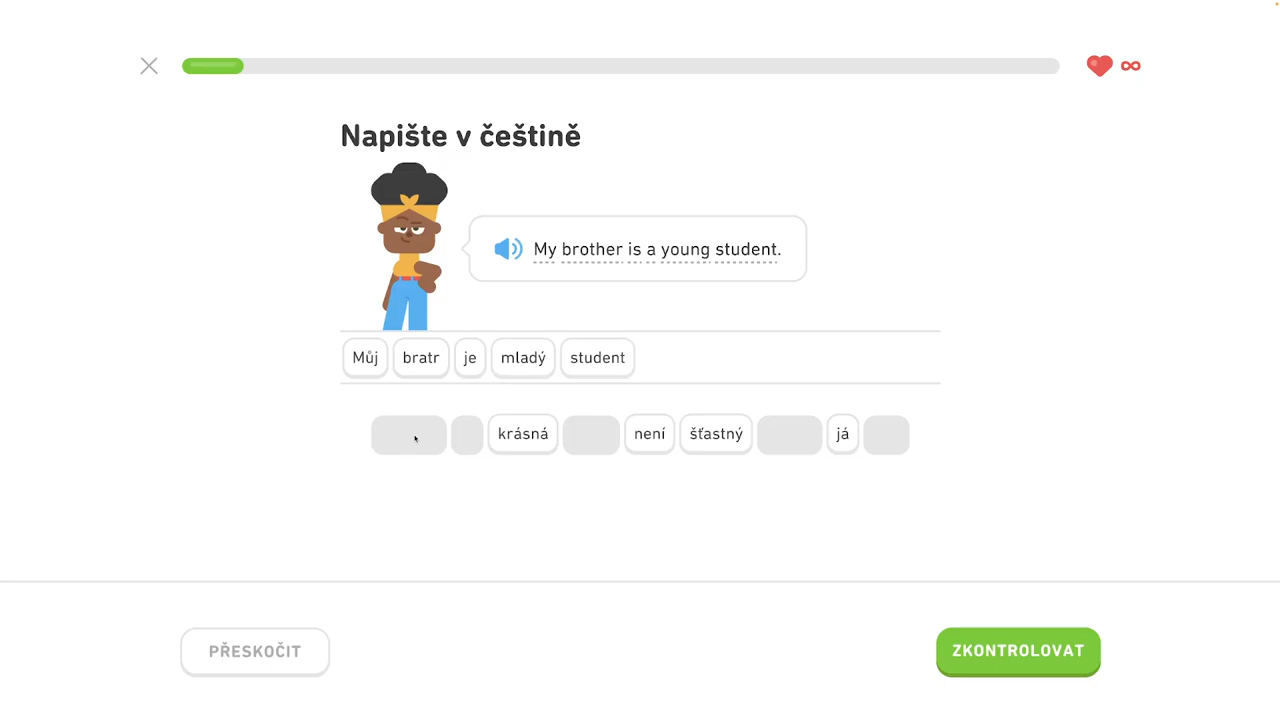 Napište v češtině
My brother is a young student.
Můj bratr je mladý student
krásná není šťastný já
PŘESKOČIT ZKONTROLOVAT